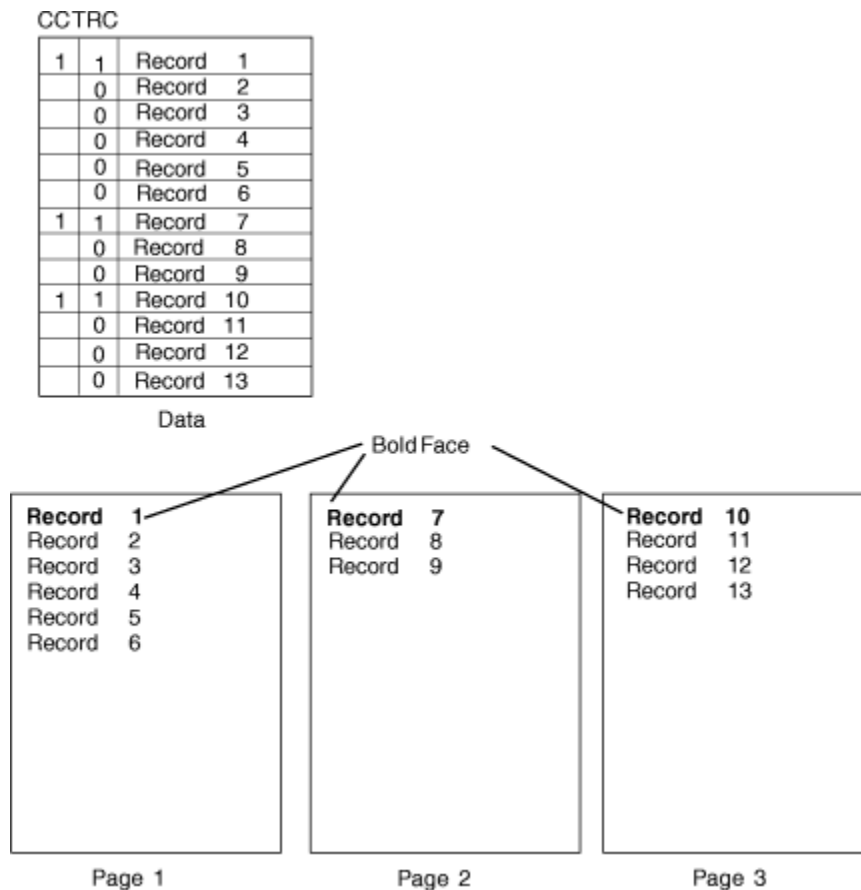 CCTRC
1 1 Record 1
0 Record 2
0 Record 3
0 Record 4
0 Record 5
0 Record 6
1 1 Record 7
0 Record 8
0 Record 9
1 1 Record 10
0 Record 11
0 Record 12
0 Record 13
Data
Bold Face
Record 1
Record 2
Record 3
Record 4
Record 5
Record 6
Page 1
Record 7
Record 8
Record 9
Page 2
Record 10
Record 11
Record 12
Record 13
Page 3